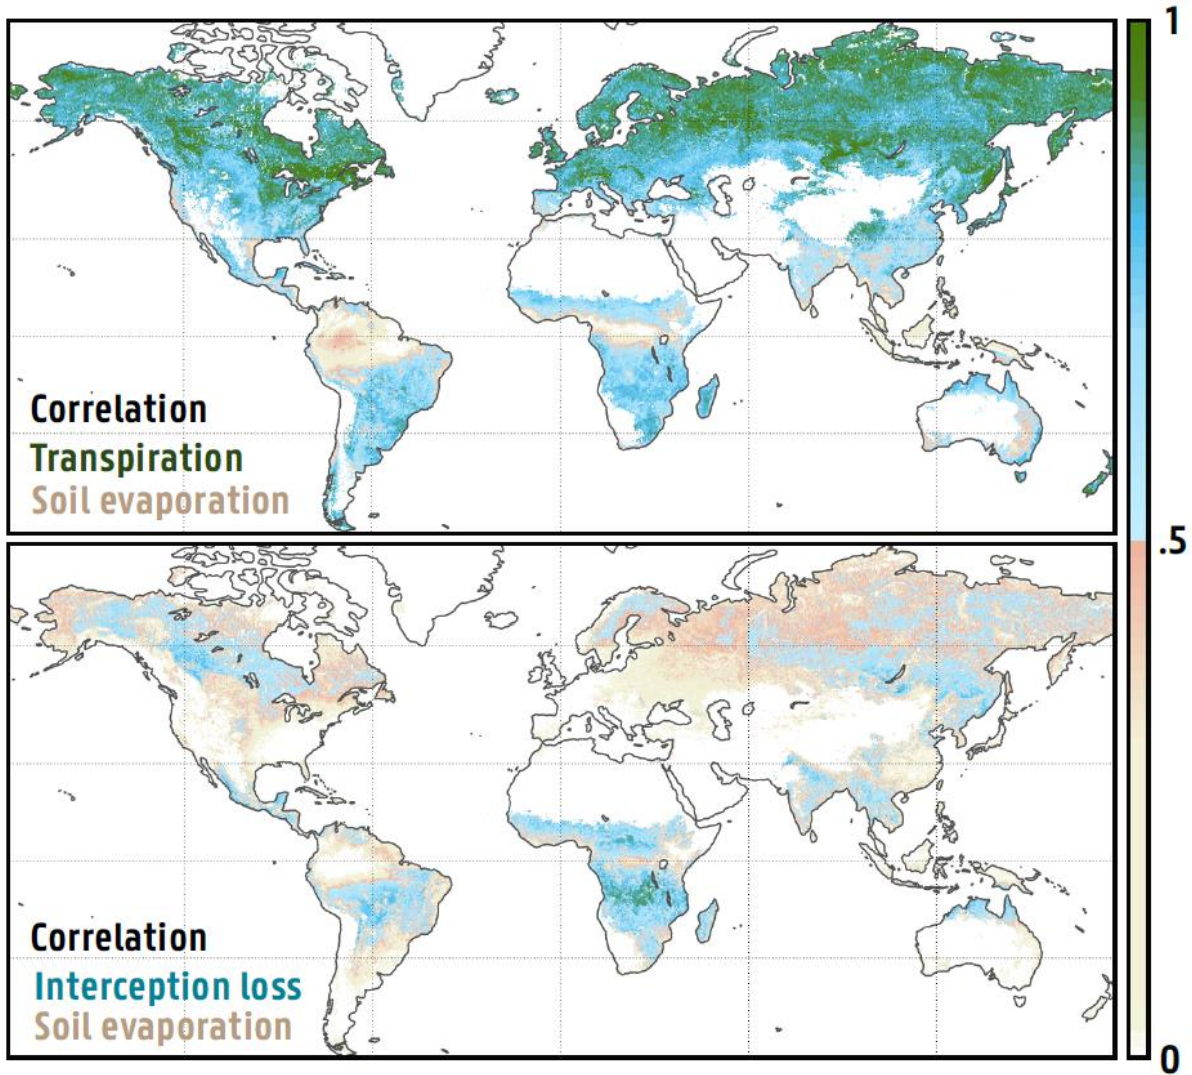 1
Correlation
Transpiration
Soil evaporation
.5
Correlation
Interception loss
Soil evaporation
0